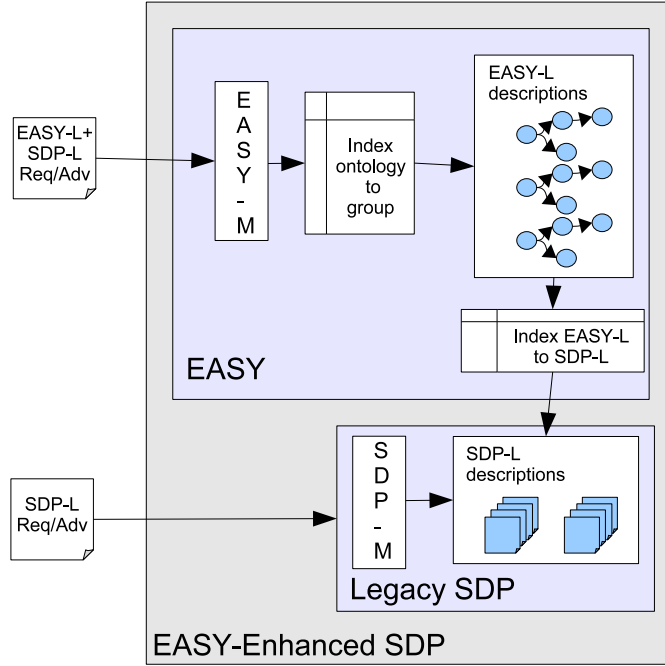 EASY-L
descriptions
E
A
S
Y
-
M
Index
ontology
to
group
EASY-L+
SDP-L
Req/Adv
Index EASY-L
to SDP-L
EASY
S
D
P
-
M
SDP-L
descriptions
SDP-L
Req/Adv
Legacy SDP
EASY-Enhanced SDP